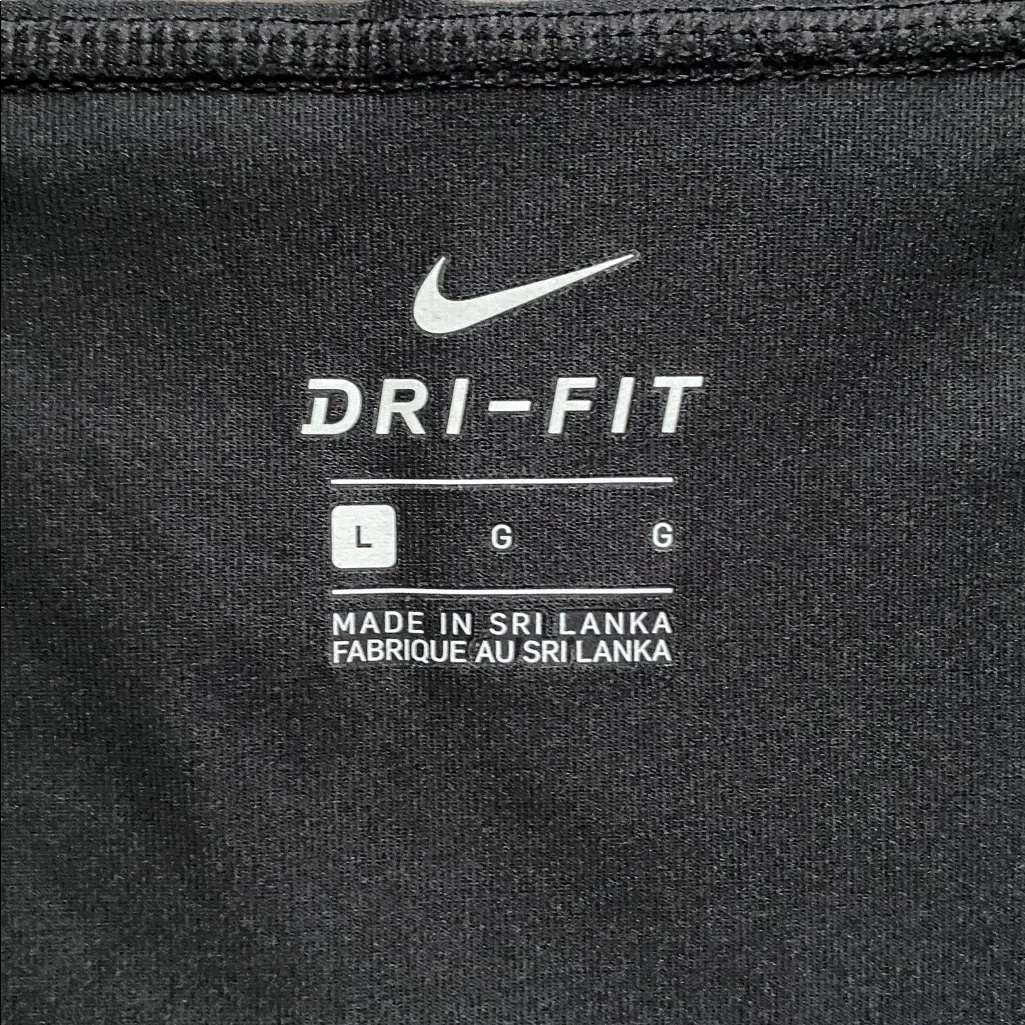 DRI-FIT
L G G
MADE IN SRI LANKA
FABRIQUE AU SRI LANKA